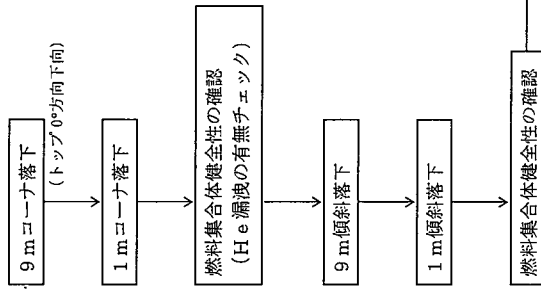 9mコーナ落下
(トップ0°方向下向)
1mコーナ落下
燃料集合体健全性の確認
(He漏洩の有無チェック)
9m傾斜落下
1m傾斜落下
燃料集合体健全性の確認